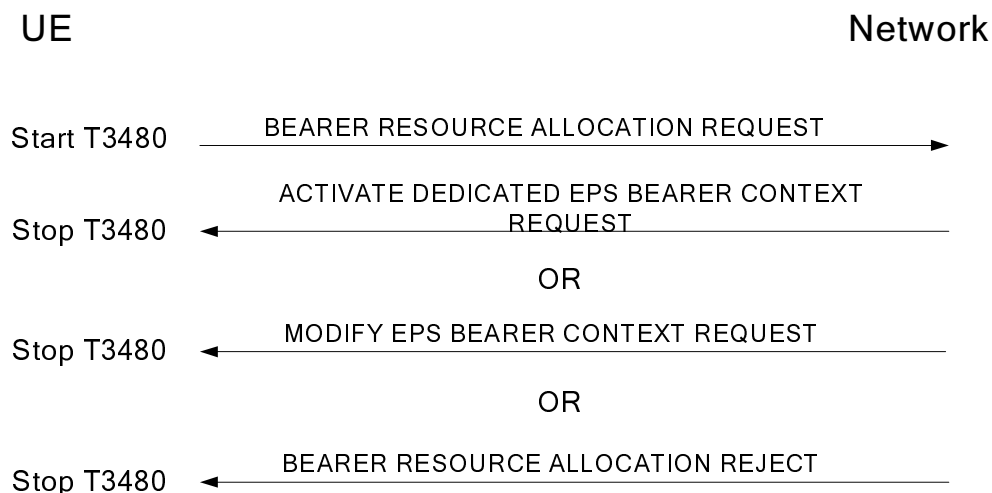 UE Network
Start T3480 BEARER RESOURCE ALLOCATION REQUEST
ACTIVATE DEDICATED EPS BEARER CONTEXT
Stop T3480 REQUEST
OR
Stop T3480 MODIFY EPS BEARER CONTEXT REQUEST
OR
Stop T3480 BEARER RESOURCE ALLOCATION REJECT